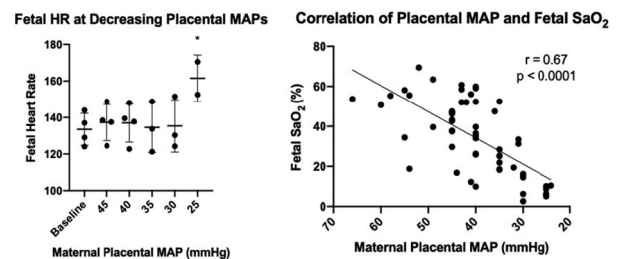 Fetal HR at Decreasing Placental MAPs
Fetal Heart Rate
180
160
140
120
100
*
Baseline
45
40
35
30
25
Maternal Placental MAP (mmHg)
Correlation of Placental MAP and Fetal SaO₂
Fetal SaO₂(%)
80
60
40
20
0
r = 0.67
p < 0.0001
70
60
50
40
30
20
Maternal Placental MAP (mmHg)